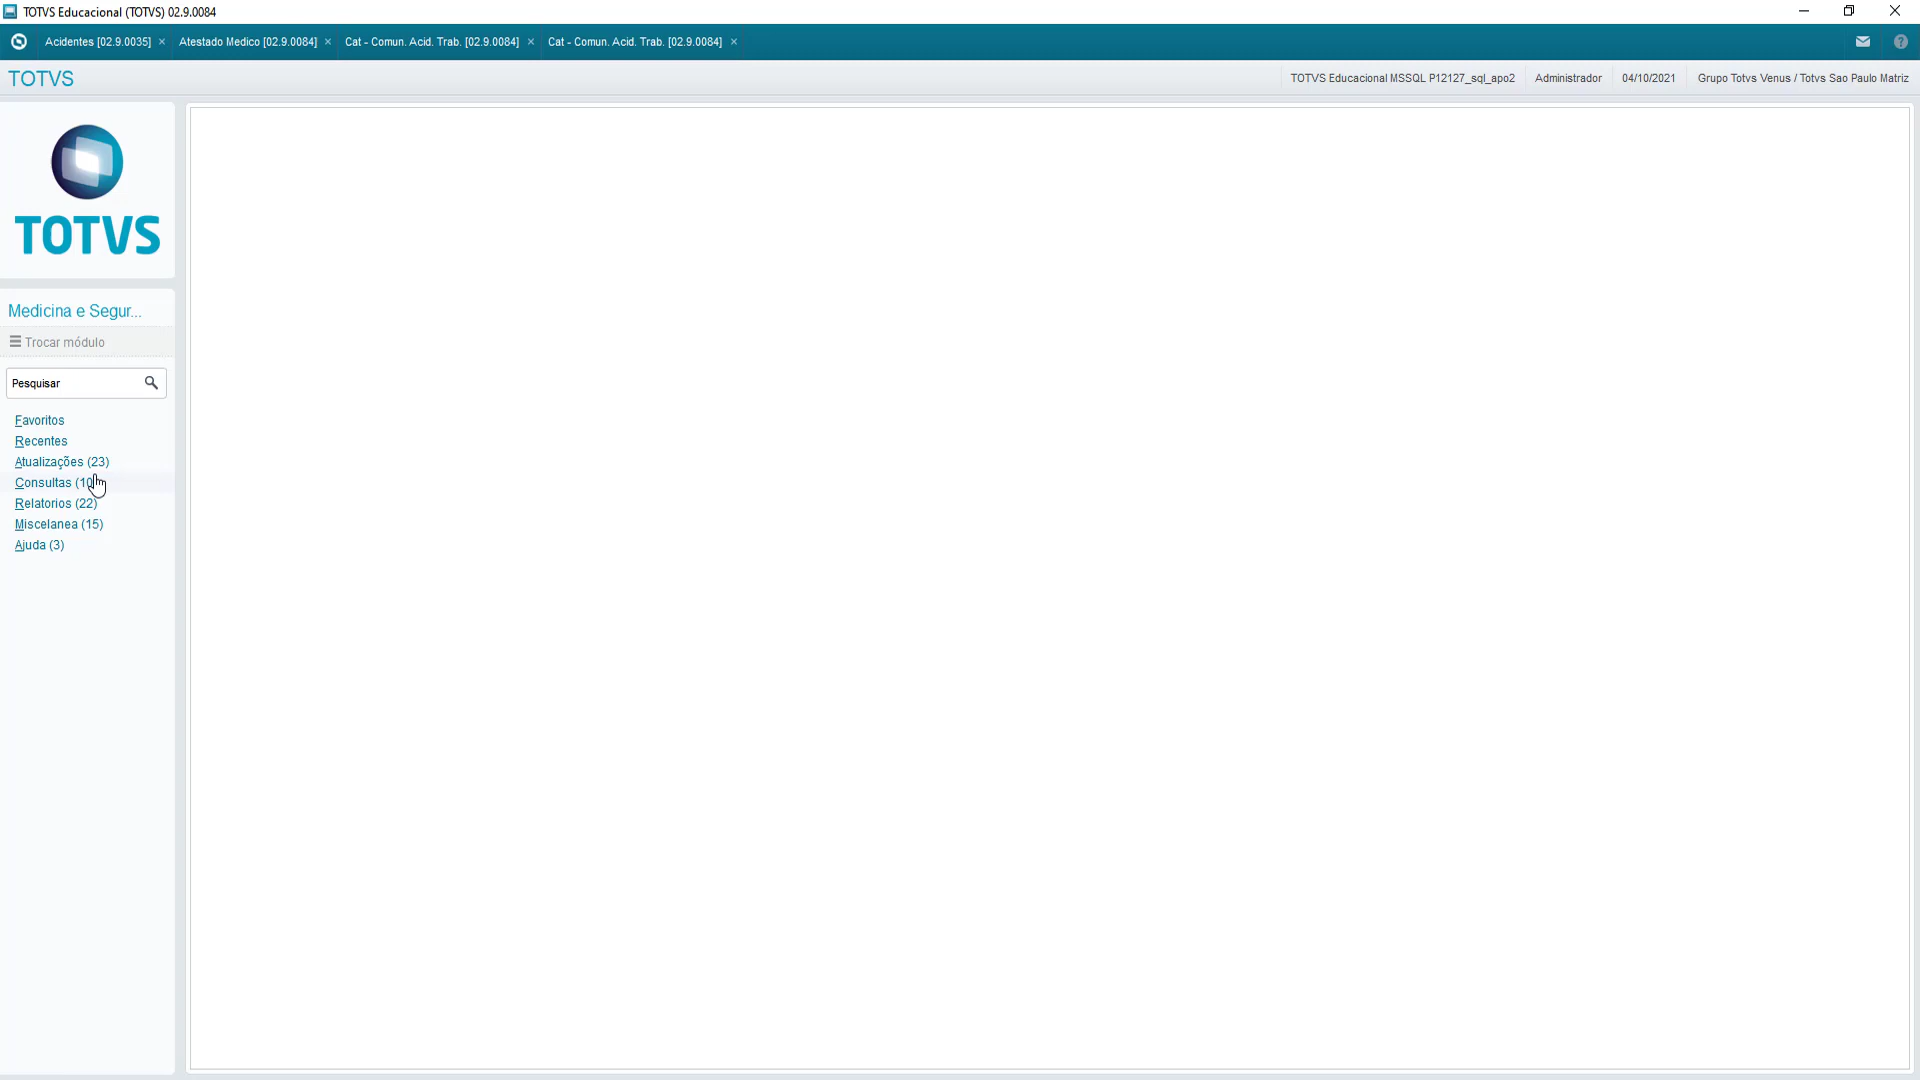 TOTVS Educacional (TOTVS) 02.9.0084
Acidentes [02.9.0035] × Atestado Medico [02.9.0084] × Cat - Comun. Acid. Trab. [02.9.0084] × Cat - Comun. Acid. Trab. [02.9.0084] ×
TOTVS
TOTVS Educacional MSSQL P12127_sql_apo2 Administrador 04/10/2021 Grupo Totvs Venus / Totvs Sao Paulo Matriz
TOTVS
Medicina e Segur...
Trocar módulo
Pesquisar
Favoritos
Recentes
Atualizações (23)
Consultas
Relatorios (22)
Miscelanea (15)
Ajuda (3)